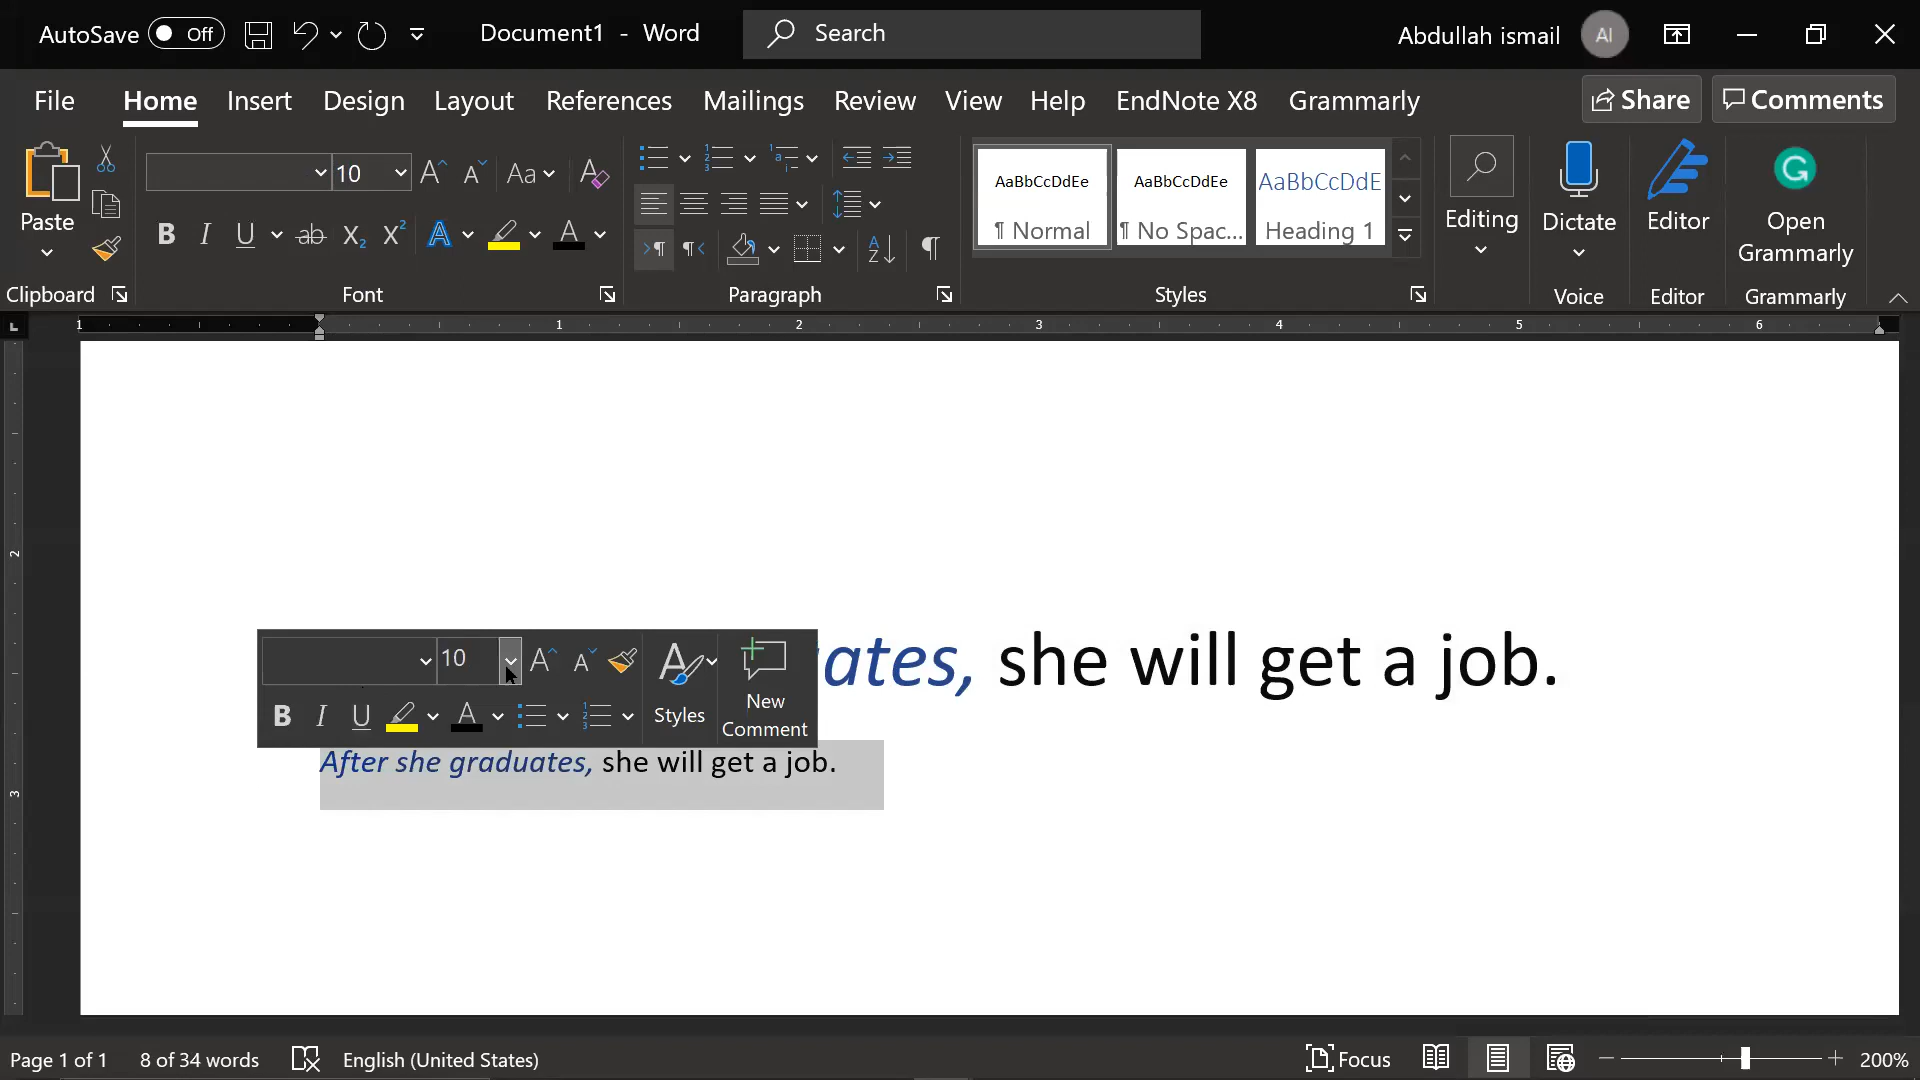 AutoSave Off Document1 - Word Search Abdullah ismail AI
File Home Insert Design Layout References Mailings Review View Help EndNote X8 Grammarly Share Comments
Paste 10 Aa
B I U ab X2 X2 A A
AaBbCcDdEe AaBbCcDdEe AaBbCcDdE
¶ Normal ¶ No Spac... Heading 1
Editing Dictate Editor Open Grammarly
Clipboard Font Paragraph Styles Voice Editor Grammarly
1 1 2 3 4 5 6
2
ates, she will get a job.
10
B I U A Styles New Comment
After she graduates, she will get a job.
3
Page 1 of 1 8 of 34 words English (United States) Focus 200%